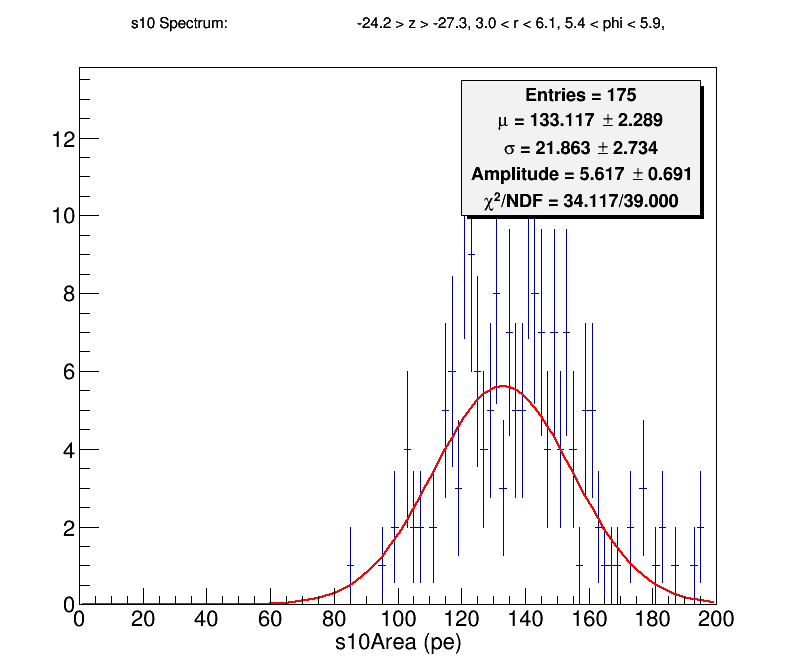 s10 Spectrum: -24.2 > z > -27.3, 3.0 < r < 6.1, 5.4 < phi < 5.9,
Entries = 175
μ = 133.117 ± 2.289
σ = 21.863 ± 2.734
Amplitude = 5.617 ± 0.691
χ²/NDF = 34.117/39.000
12
10
8
6
4
2
0
0 20 40 60 80 100 120 140 160 180 200
s10Area (pe)